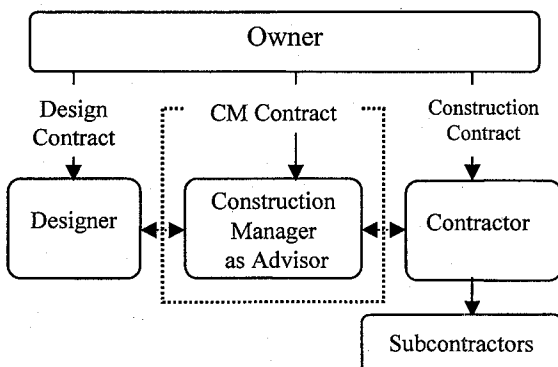 Owner
Design
Contract
CM Contract
Construction
Contract
Designer
Construction
Manager
as Advisor
Contractor
Subcontractors